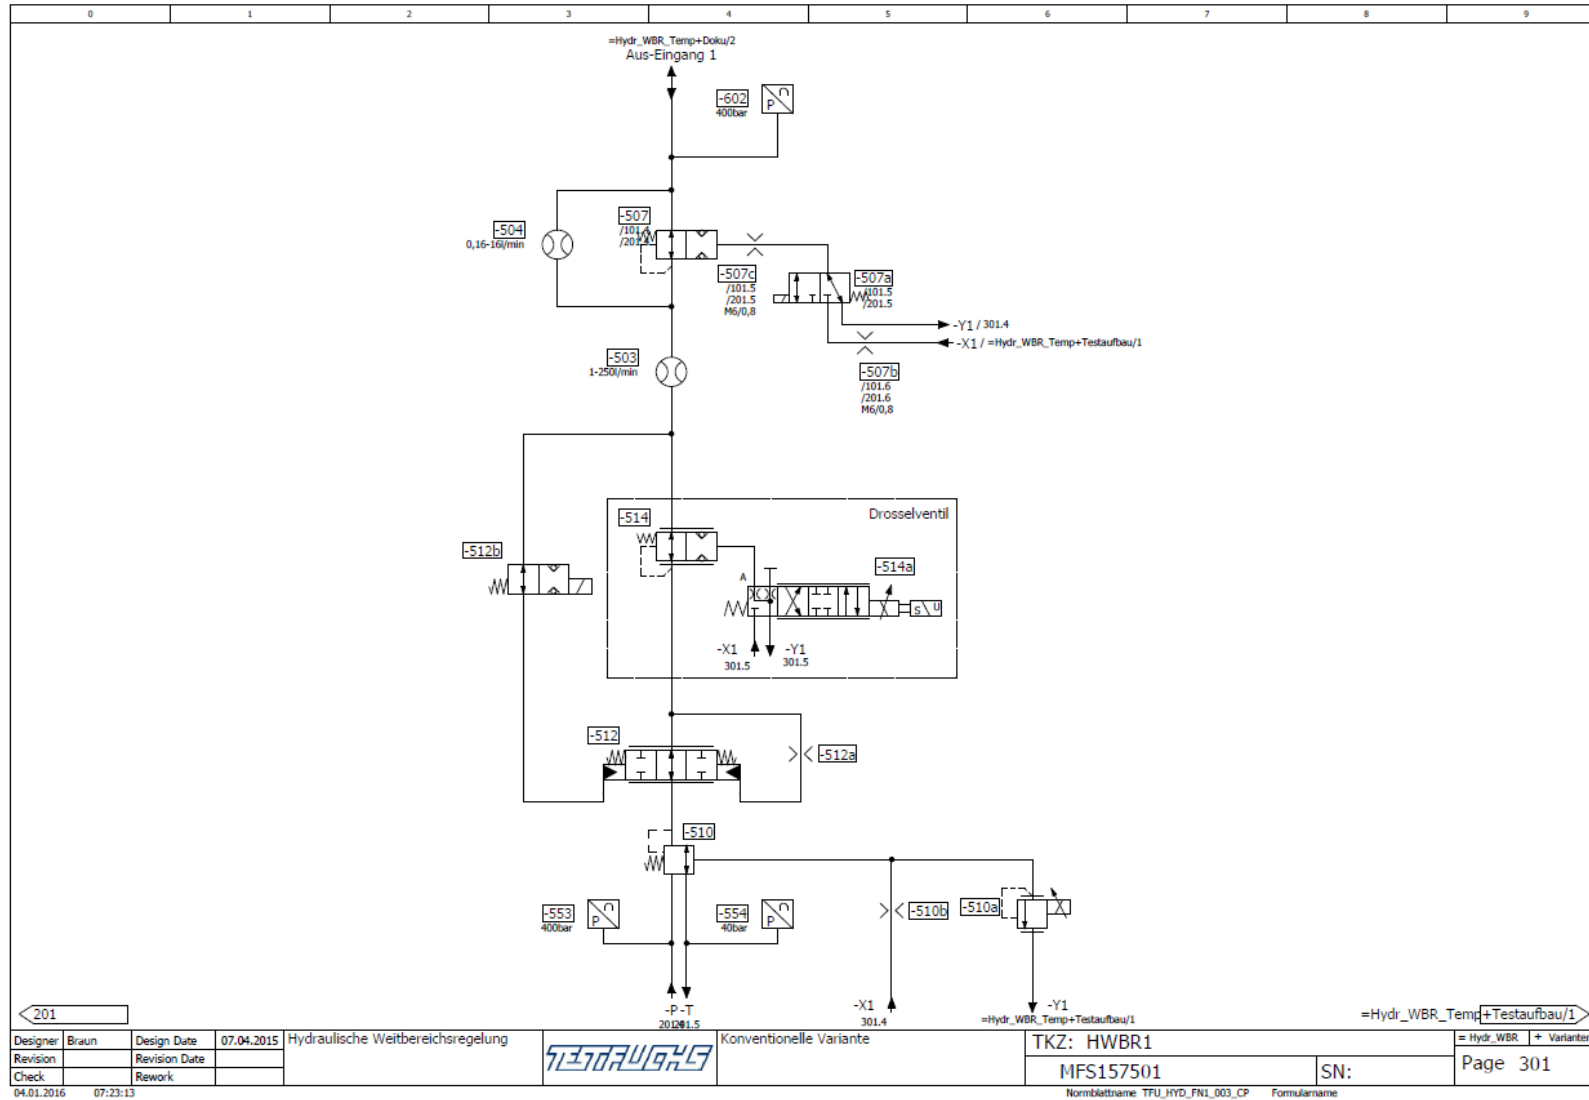 0 1 2 3 4 5 6 7 8 9
=Hydr_WBR_Temp+Doku/2
Aus-Eingang 1
-602
400bar
P
-504
0,16-16l/min
-507
/101.4
-507c
/101.5
/201.5
M6/0,8
-507a
/101.5
/201.5
-Y1 / 301.4
-X1 / =Hydr_WBR_Temp+Testaufbau/1
-503
1-250l/min
-507b
/101.6
/201.6
M6/0,8
Drosselventil
-514
-512b
-514a
A
S U
-X1
301.5
-Y1
301.5
-512
-512a
-510
-553
400bar
P
-554
40bar
P
-510b
-510a
-P -T
-X1
301.4
-Y1
=Hydr_WBR_Temp+Testaufbau/1
201
=Hydr_WBR_Temp+Testaufbau/1
Designer Braun Design Date 07.04.2015 Hydraulische Weitbereichsregelung
Revision Revision Date
Check Rework
TESTFUCHS
Konventionelle Variante
TKZ: HWBR1
MFS157501 SN:
= Hydr_WBR + Varianten
Page 301
04.01.2016 07:23:13
Normblattname TFU_HYD_FN1_003_CP Formularname